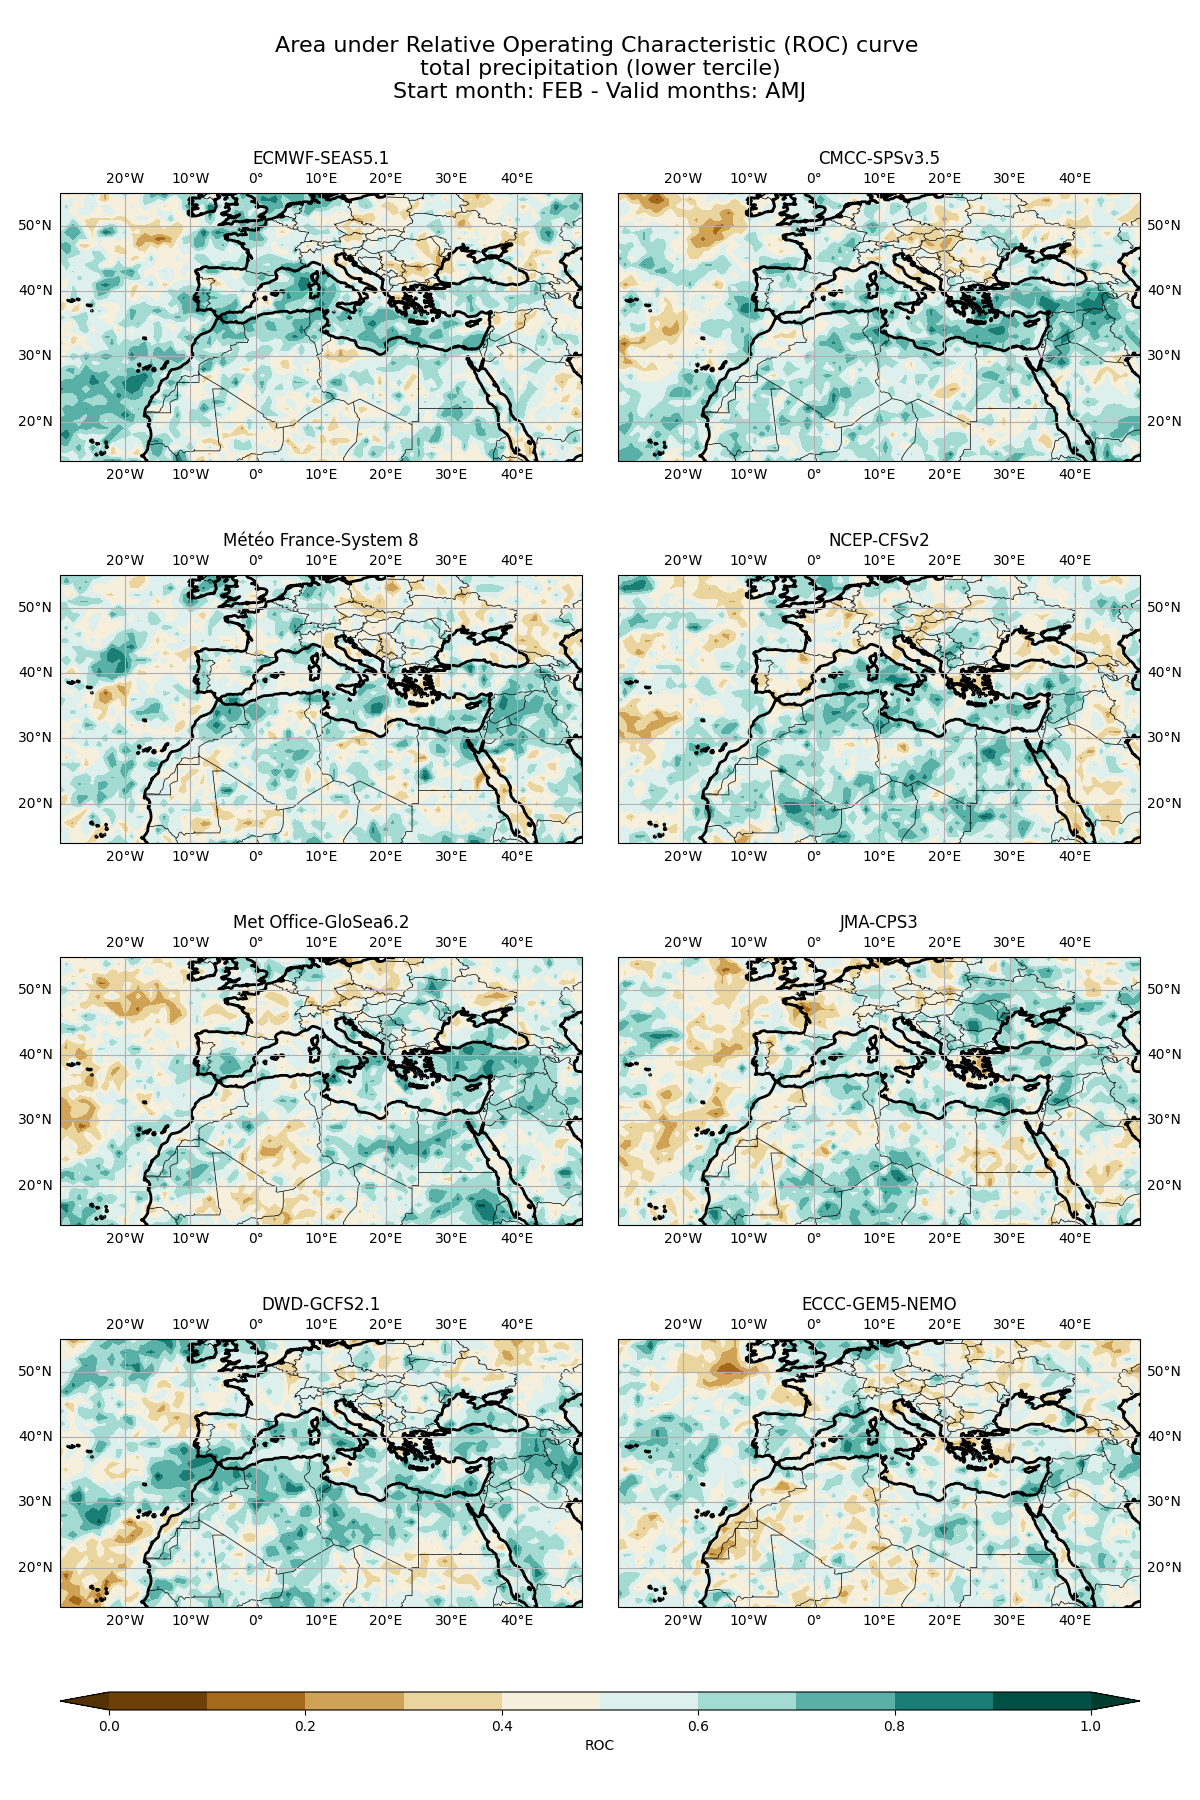 Area under Relative Operating Characteristic (ROC) curve
total precipitation (lower tercile)
Start month: FEB - Valid months: AMJ
ECMWF-SEAS5.1
20°W 10°W 0° 10°E 20°E 30°E 40°E
50°N
40°N
30°N
20°N
20°W 10°W 0° 10°E 20°E 30°E 40°E
CMCC-SPSv3.5
20°W 10°W 0° 10°E 20°E 30°E 40°E
50°N
40°N
30°N
20°N
20°W 10°W 0° 10°E 20°E 30°E 40°E
Météo France-System 8
20°W 10°W 0° 10°E 20°E 30°E 40°E
50°N
40°N
30°N
20°N
20°W 10°W 0° 10°E 20°E 30°E 40°E
NCEP-CFSv2
20°W 10°W 0° 10°E 20°E 30°E 40°E
50°N
40°N
30°N
20°N
20°W 10°W 0° 10°E 20°E 30°E 40°E
Met Office-GloSea6.2
20°W 10°W 0° 10°E 20°E 30°E 40°E
50°N
40°N
30°N
20°N
20°W 10°W 0° 10°E 20°E 30°E 40°E
JMA-CPS3
20°W 10°W 0° 10°E 20°E 30°E 40°E
50°N
40°N
30°N
20°N
20°W 10°W 0° 10°E 20°E 30°E 40°E
DWD-GCFS2.1
20°W 10°W 0° 10°E 20°E 30°E 40°E
50°N
40°N
30°N
20°N
20°W 10°W 0° 10°E 20°E 30°E 40°E
ECCC-GEM5-NEMO
20°W 10°W 0° 10°E 20°E 30°E 40°E
50°N
40°N
30°N
20°N
20°W 10°W 0° 10°E 20°E 30°E 40°E
0.0 0.2 0.4 0.6 0.8 1.0
ROC